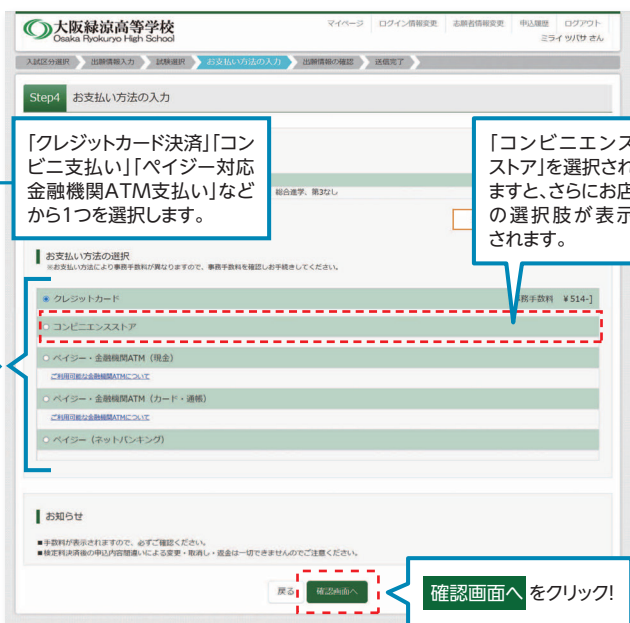 大阪緑涼高等学校
Osaka Ryokuryo High School
マイページ ログイン情報変更 志願者情報変更 申込履歴 ログアウト
ミライ ツバサ さん
入試区分選択 出願情報入力 試験選択 お支払い方法の入力 出願情報の確認 送信完了
Step4 お支払い方法の入力
「クレジットカード決済」「コン
ビニ支払い」「ペイジー対応
金融機関ATM支払い」など
から1つを選択します。
「コンビニエンス
ストア」を選択され
ますと、さらにお店
の選択肢が表示
されます。
総合進学、第3なし
お支払い方法の選択
※お支払い方法により事務手数料が異なりますので、事務手数料を確認しお手続きしてください。
クレジットカード 務手数料 ¥514-]
コンビニエンスストア
ペイジー・金融機関ATM（現金）
ご利用可能な金融機関ATMについて
ペイジー・金融機関ATM（カード・通帳）
ご利用可能な金融機関ATMについて
ペイジー（ネットバンキング）
お知らせ
■手数料が表示されますので、必ずご確認ください。
■検定料決済後の申込内容間違いによる変更・取消し・返金は一切できませんのでご注意ください。
戻る 確認画面へ
確認画面へ をクリック!